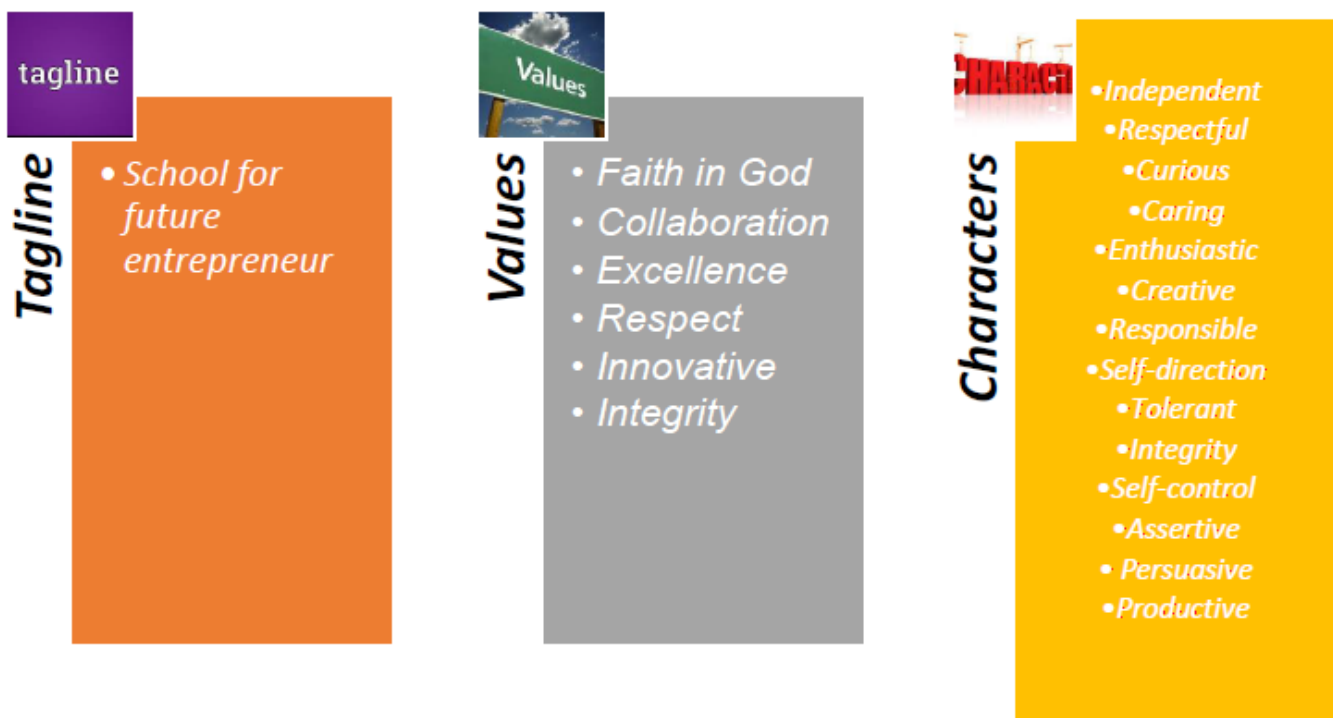 tagline
Tagline
• School for
future
entrepreneur
Values
Values
• Faith in God
• Collaboration
• Excellence
• Respect
• Innovative
• Integrity
Characters
•Independent
•Respectful
•Curious
•Caring
•Enthusiastic
•Creative
•Responsible
•Self-direction
•Tolerant
•Integrity
•Self-control
•Assertive
• Persuasive
•Productive